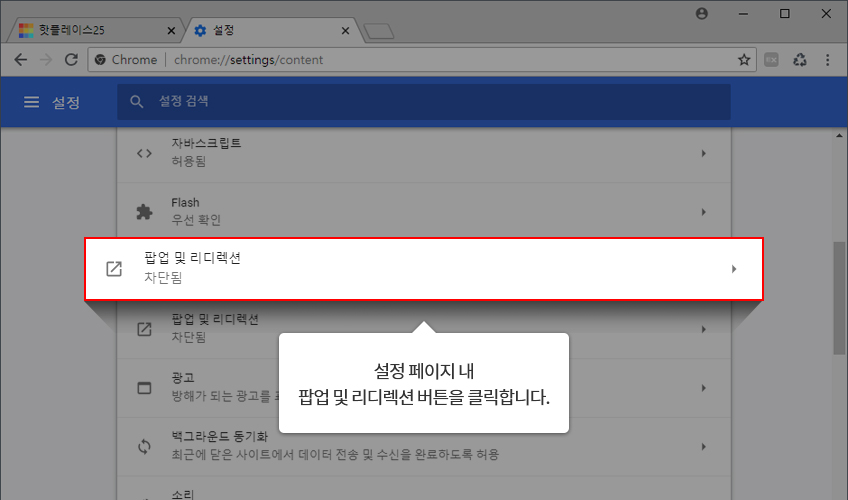 핫플레이스25
설정
Chrome
chrome://settings/content
설정
설정 검색
자바스크립트
허용됨
Flash
우선 확인
팝업 및 리디렉션
차단됨
팝업 및 리디렉션
차단됨
설정 페이지 내
팝업 및 리디렉션 버튼을 클릭합니다.
광고
방해가 되는 광고를
백그라운드 동기화
최근에 닫은 사이트에서 데이터 전송 및 수신을 완료하도록 허용
소리